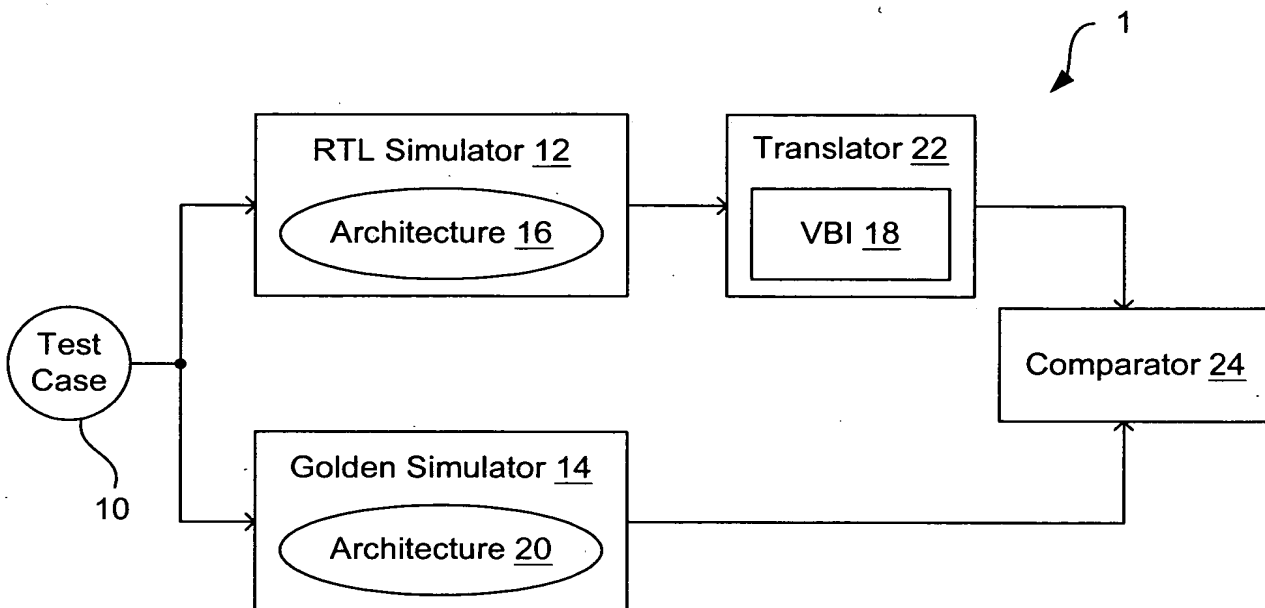 1
RTL Simulator 12
Architecture 16
Translator 22
VBI 18
Test
Case
10
Comparator 24
Golden Simulator 14
Architecture 20